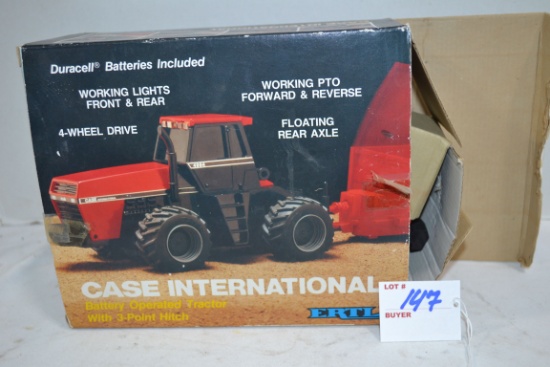 Duracell® Batteries Included
WORKING LIGHTS
FRONT & REAR
WORKING PTO
FORWARD & REVERSE
4-WHEEL DRIVE
FLOATING
REAR AXLE
CASE INTERNATIONAL
Battery Operated Tractor
With 3-Point Hitch
ERTL
LOT #
147
BUYER